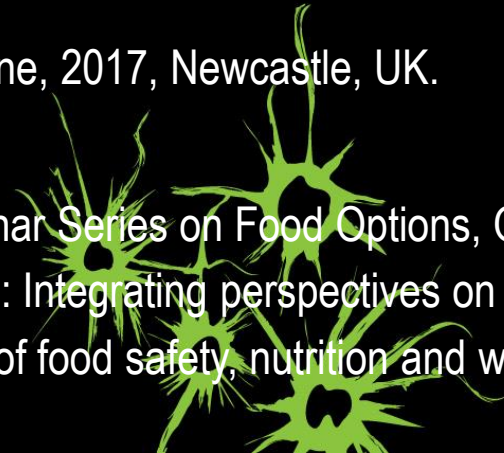 ne, 2017, Newcastle, UK.
nar Series on Food Options, 
: Integrating perspectives on
of food safety, nutrition and w